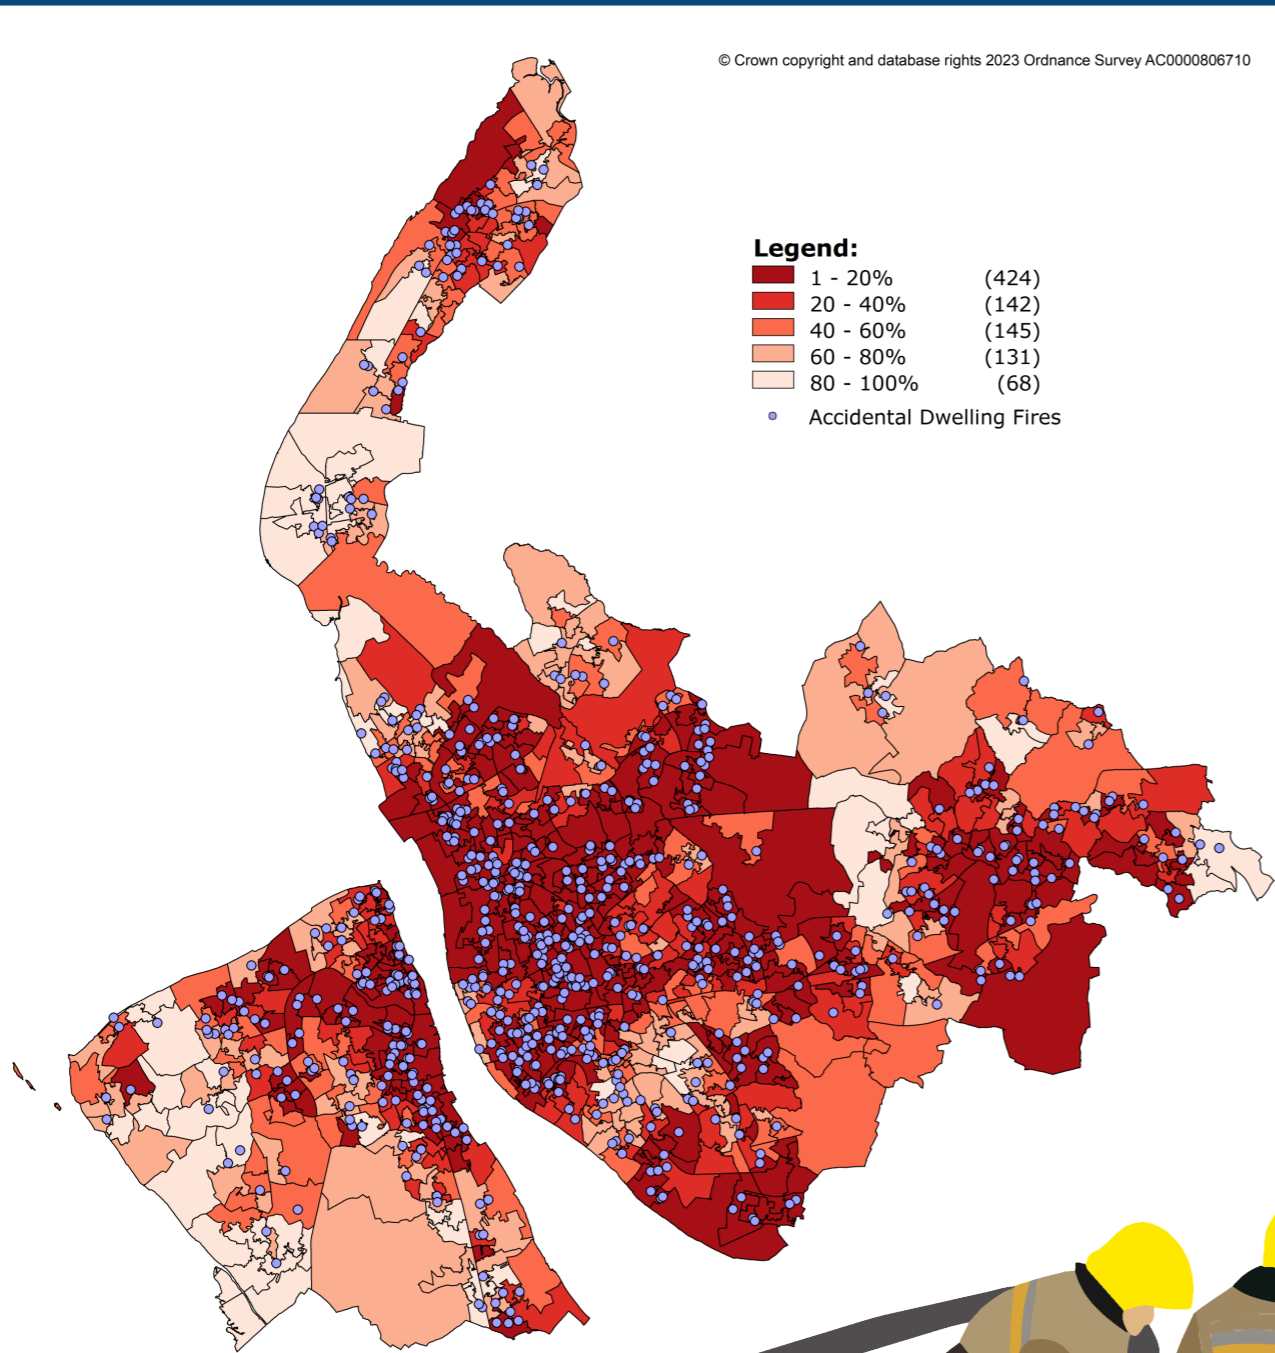 © Crown copyright and database rights 2023 Ordnance Survey AC0000806710
Legend:
1 - 20% (424)
20 - 40% (142)
40 - 60% (145)
60 - 80% (131)
80 - 100% (68)
Accidental Dwelling Fires